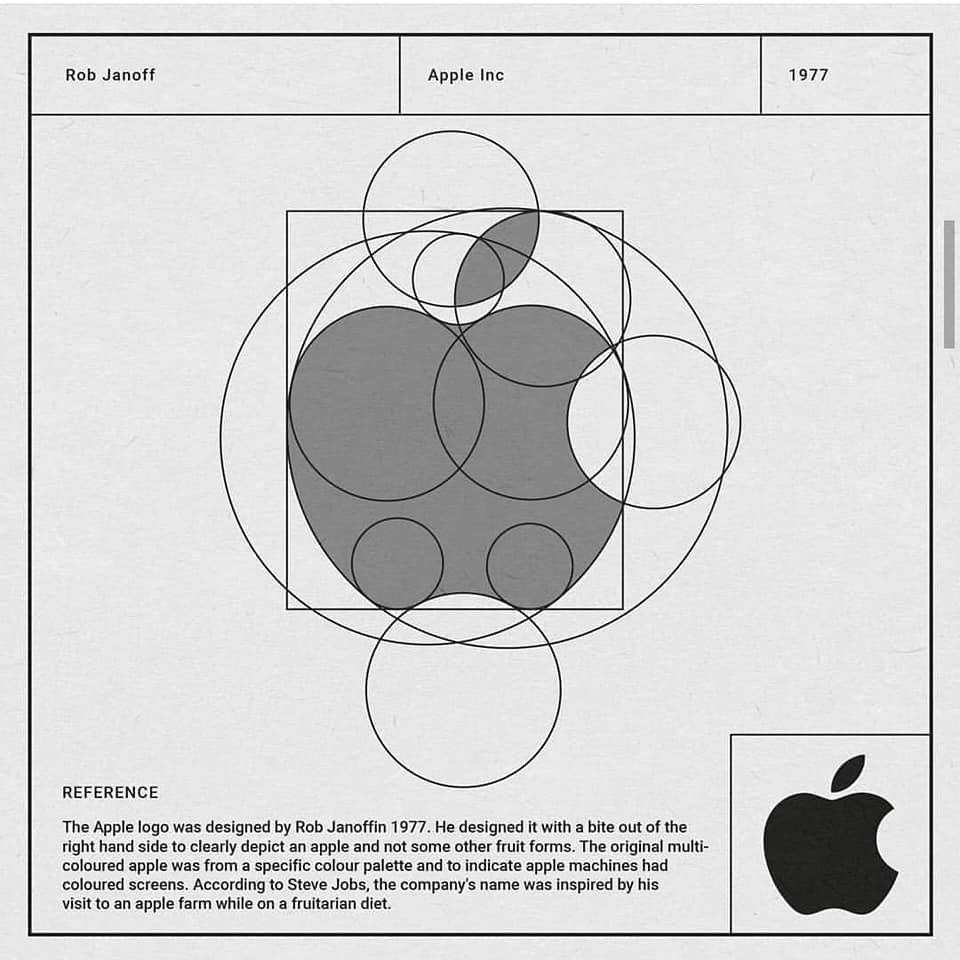 Rob Janoff
Apple Inc
1977
REFERENCE
The Apple logo was designed by Rob Janoffin 1977. He designed it with a bite out of the
right hand side to clearly depict an apple and not some other fruit forms. The original multi-
coloured apple was from a specific colour palette and to indicate apple machines had
coloured screens. According to Steve Jobs, the company's name was inspired by his
visit to an apple farm while on a fruitarian diet.